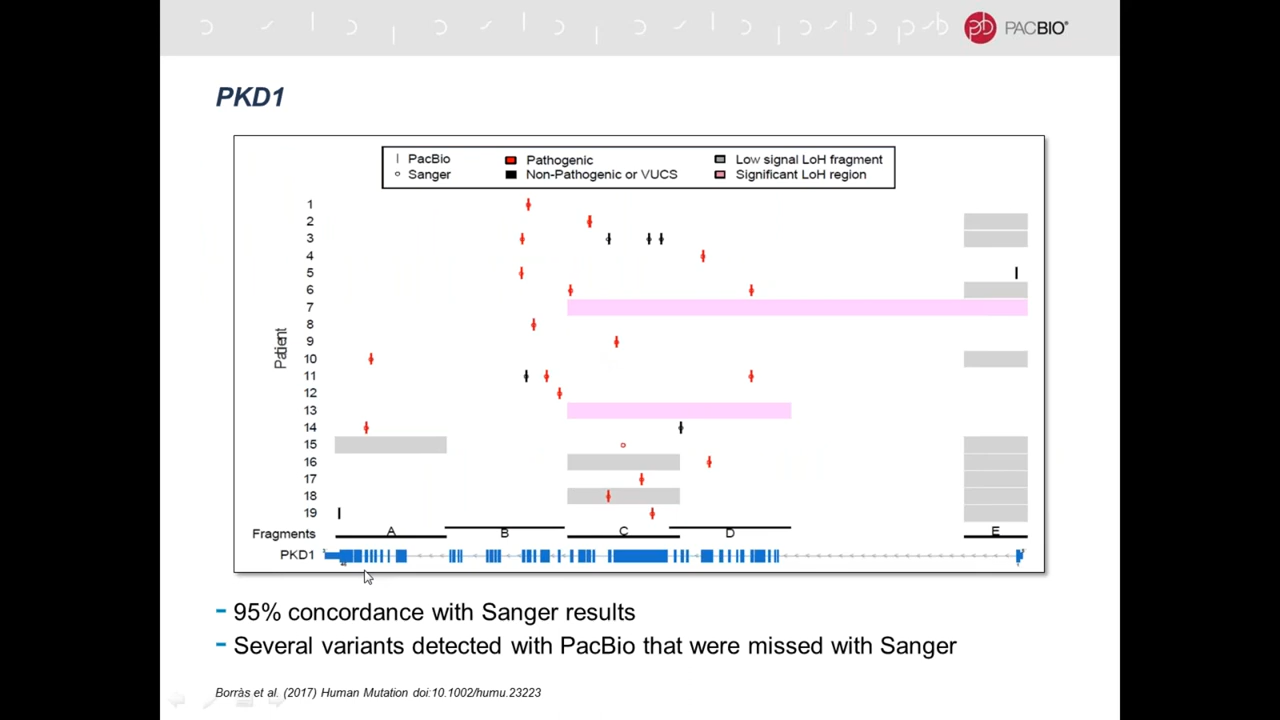 PACBIO®
PKD1
PacBio Pathogenic Low signal LoH fragment
Sanger Non-Pathogenic or VUCS Significant LoH region
Patient
1
2
3
4
5
6
7
8
9
10
11
12
13
14
15
16
17
18
19
Fragments A B C D E
PKD1
– 95% concordance with Sanger results
– Several variants detected with PacBio that were missed with Sanger
Borràs et al. (2017) Human Mutation doi:10.1002/humu.23223